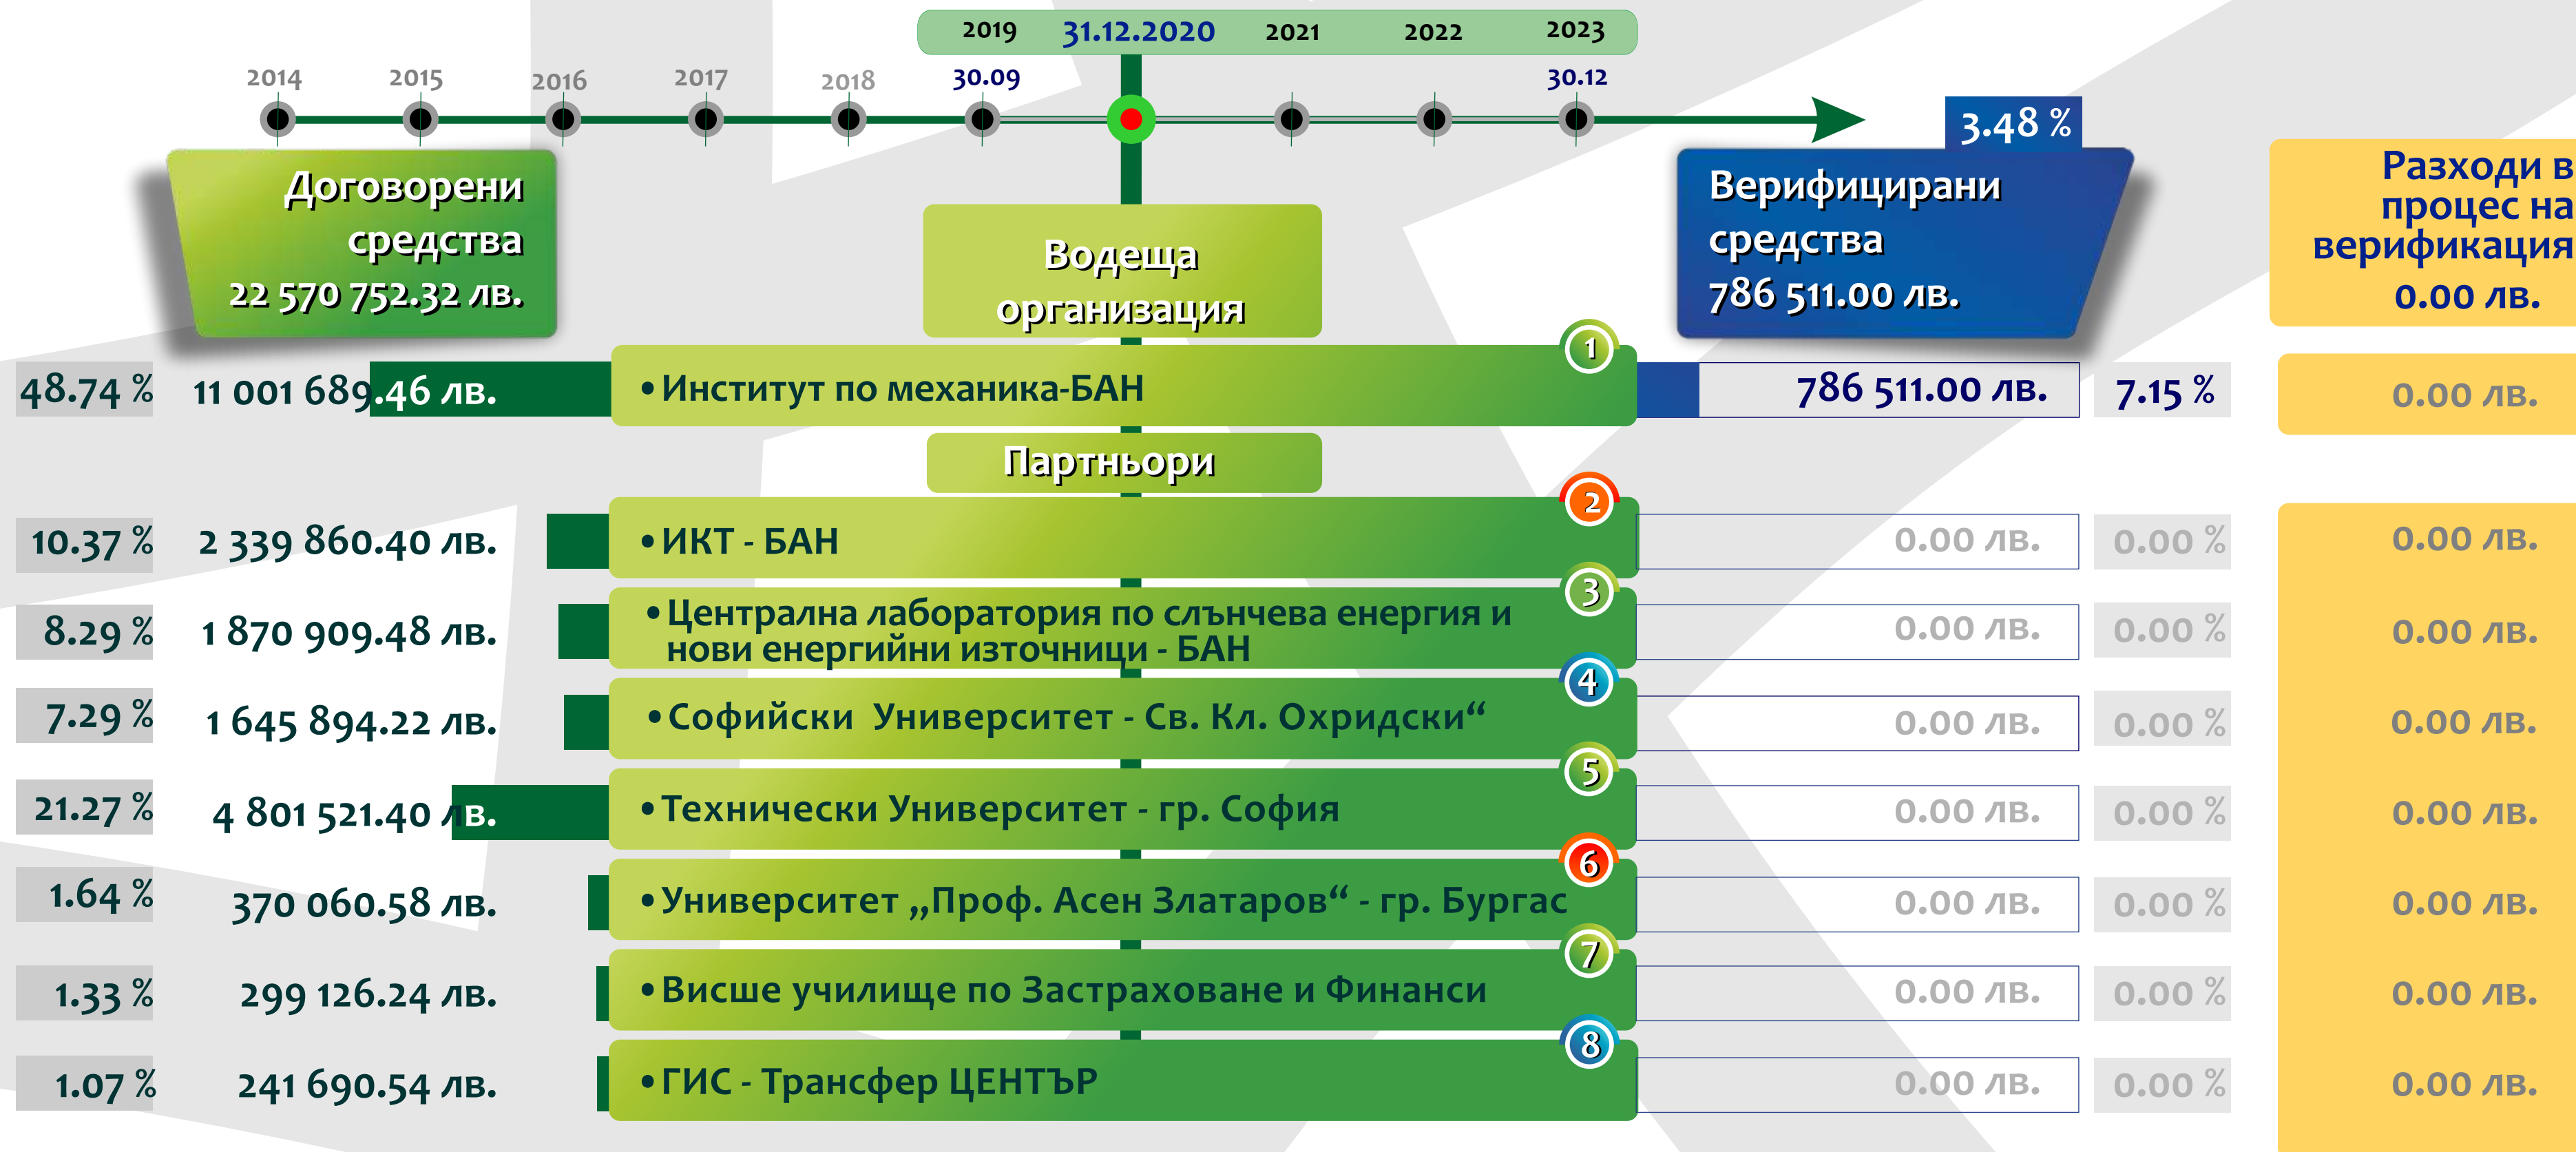 2019 31.12.2020 2021 2022 2023
2014 2015 2016 2017 2018 30.09 30.12
3.48 %
Договорени
средства
22 570 752.32 лв.
Водеща
организация
Верифицирани
средства
786 511.00 лв.
Разходи в
процес на
верификация
0.00 лв.
1
48.74 % 11 001 689.46 лв. •Институт по механика-БАН 786 511.00 лв. 7.15 % 0.00 лв.
Партньори
2
10.37 % 2 339 860.40 лв. •ИКТ - БАН 0.00 лв. 0.00 % 0.00 лв.
3
8.29 % 1 870 909.48 лв. •Централна лаборатория по слънчева енергия и
нови енергийни източници - БАН 0.00 лв. 0.00 % 0.00 лв.
4
7.29 % 1 645 894.22 лв. •Софийски Университет - Св. Кл. Охридски“ 0.00 лв. 0.00 % 0.00 лв.
5
21.27 % 4 801 521.40 лв. •Технически Университет - гр. София 0.00 лв. 0.00 % 0.00 лв.
6
1.64 % 370 060.58 лв. •Университет „Проф. Асен Златаров“ - гр. Бургас 0.00 лв. 0.00 % 0.00 лв.
7
1.33 % 299 126.24 лв. •Висше училище по Застраховане и Финанси 0.00 лв. 0.00 % 0.00 лв.
8
1.07 % 241 690.54 лв. •ГИС - Трансфер ЦЕНТЪР 0.00 лв. 0.00 % 0.00 лв.